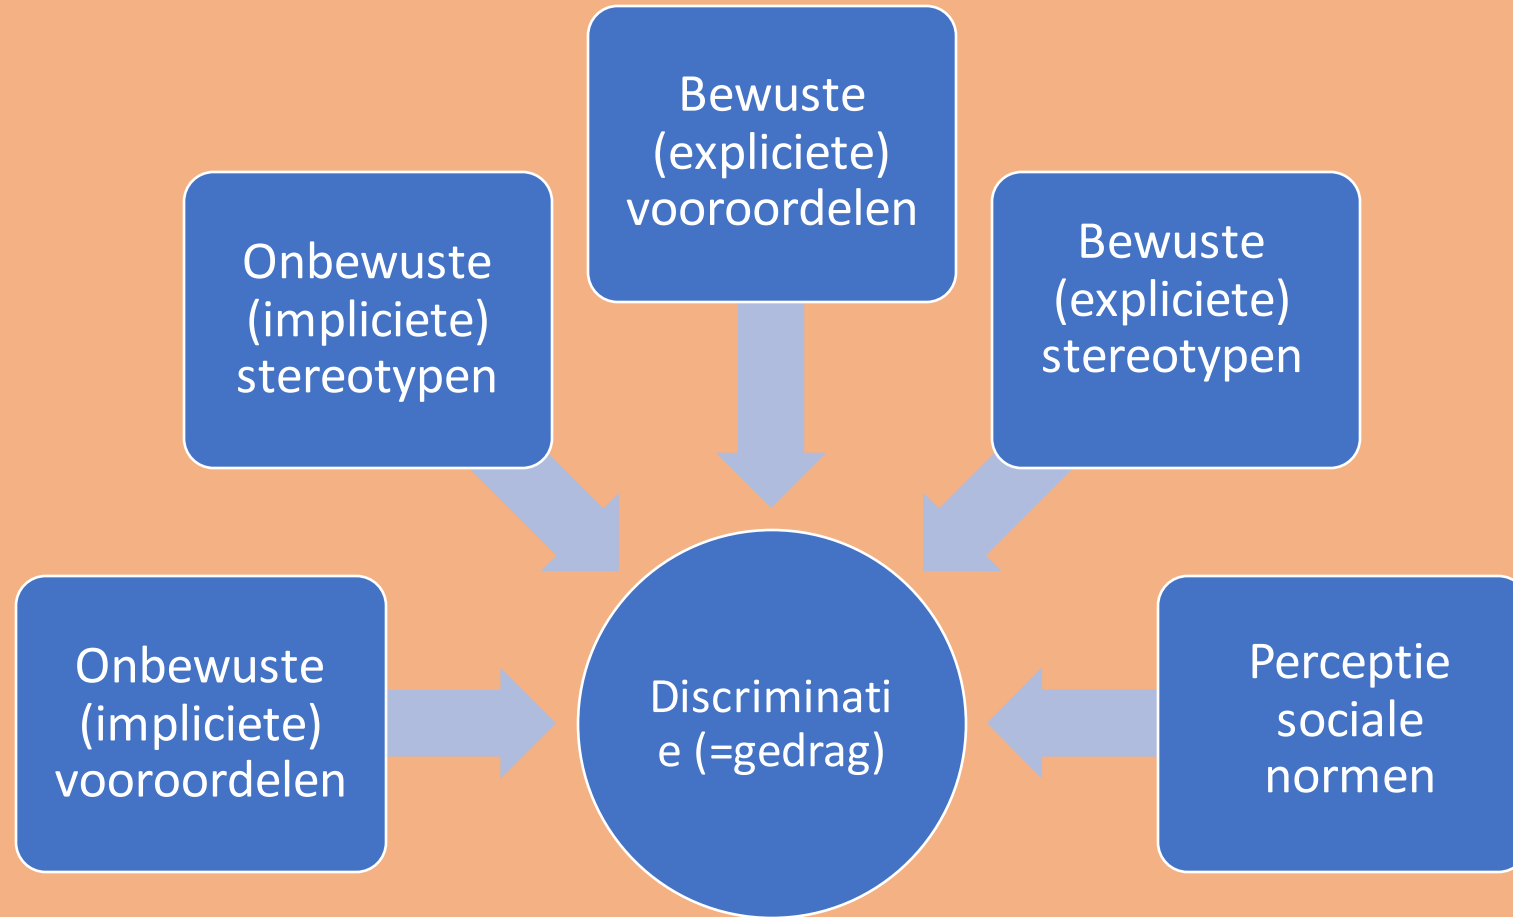 Bewuste
(expliciete)
vooroordelen
Onbewuste
(impliciete)
stereotypen
Bewuste
(expliciete)
stereotypen
Onbewuste
(impliciete)
vooroordelen
Discriminati
e (=gedrag)
Perceptie
sociale
normen